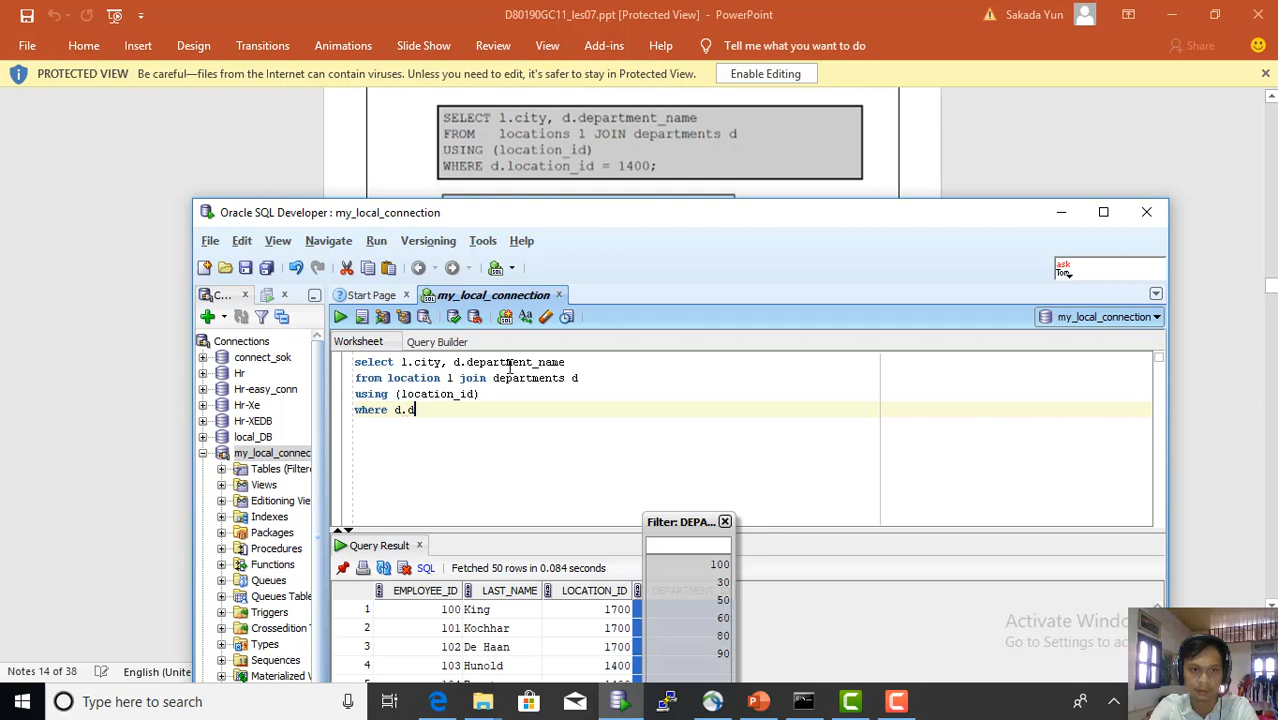 D80190GC11_les07.ppt [Protected View] - PowerPoint
Sakada Yun
File Home Insert Design Transitions Animations Slide Show Review View Add-ins Help Tell me what you want to do Share
PROTECTED VIEW Be careful—files from the Internet can contain viruses. Unless you need to edit, it's safer to stay in Protected View. Enable Editing
SELECT l.city, d.department_name
FROM locations l JOIN departments d
USING (location_id)
WHERE d.location_id = 1400;
Oracle SQL Developer : my_local_connection
File Edit View Navigate Run Versioning Tools Help
ask
Tom
C... Start Page my_local_connection
my_local_connection
Connections
connect_sok
Hr
Hr-easy_conn
Hr-Xe
Hr-XEDB
local_DB
my_local_connec
Tables (Filter
Views
Editioning Vie
Indexes
Packages
Procedures
Functions
Queues
Queues Table
Triggers
Crossedition T
Types
Sequences
Materialized V
Worksheet Query Builder
select l.city, d.department_name
from location l join departments d
using (location_id)
where d.d
Query Result
SQL Fetched 50 rows in 0.084 seconds
EMPLOYEE_ID LAST_NAME LOCATION_ID
1 100 King 1700
2 101 Kochhar 1700
3 102 De Haan 1700
4 103 Hunold 1400
Filter: DEPA...
100
30
50
60
80
90
Activate Windo
Go to Settings to a
Notes 14 of 38 English (Unite
Type here to search